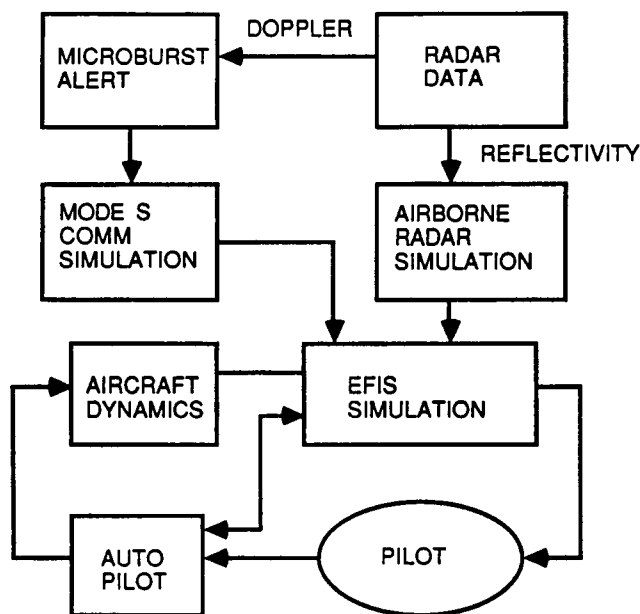 DOPPLER
MICROBURST
ALERT
RADAR
DATA
REFLECTIVITY
MODE S
COMM
SIMULATION
AIRBORNE
RADAR
SIMULATION
AIRCRAFT
DYNAMICS
EFIS
SIMULATION
AUTO
PILOT
PILOT